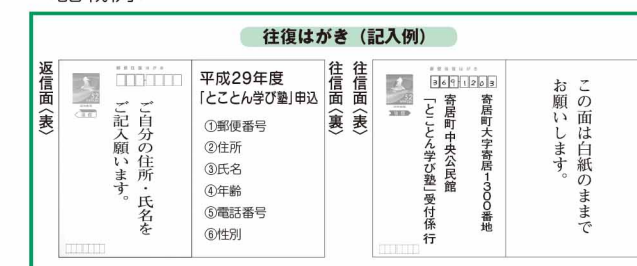 往復はがき（記入例）
返信面〈表〉
ご自分の住所・氏名を
ご記入願います。
平成29年度
「とことん学び塾」申込
①郵便番号
②住所
③氏名
④年齢
⑤電話番号
⑥性別
往信面〈裏〉
往信面〈表〉
3691203
寄居町大字寄居1300番地
寄居町中央公民館
「とことん学び塾」受付係 行
この面は白紙のままで
お願いします。